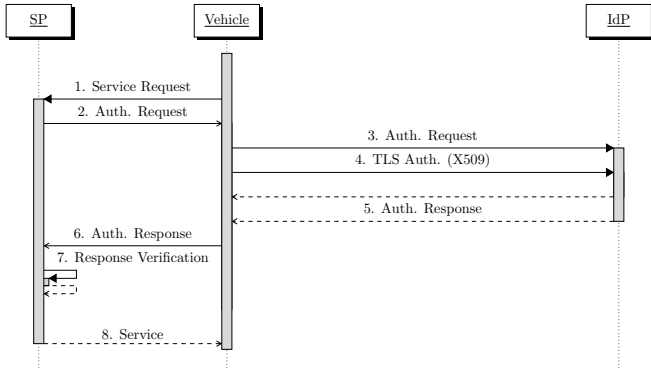 SP
Vehicle
IdP
1. Service Request
2. Auth. Request
3. Auth. Request
4. TLS Auth. (X509)
5. Auth. Response
6. Auth. Response
7. Response Verification
8. Service